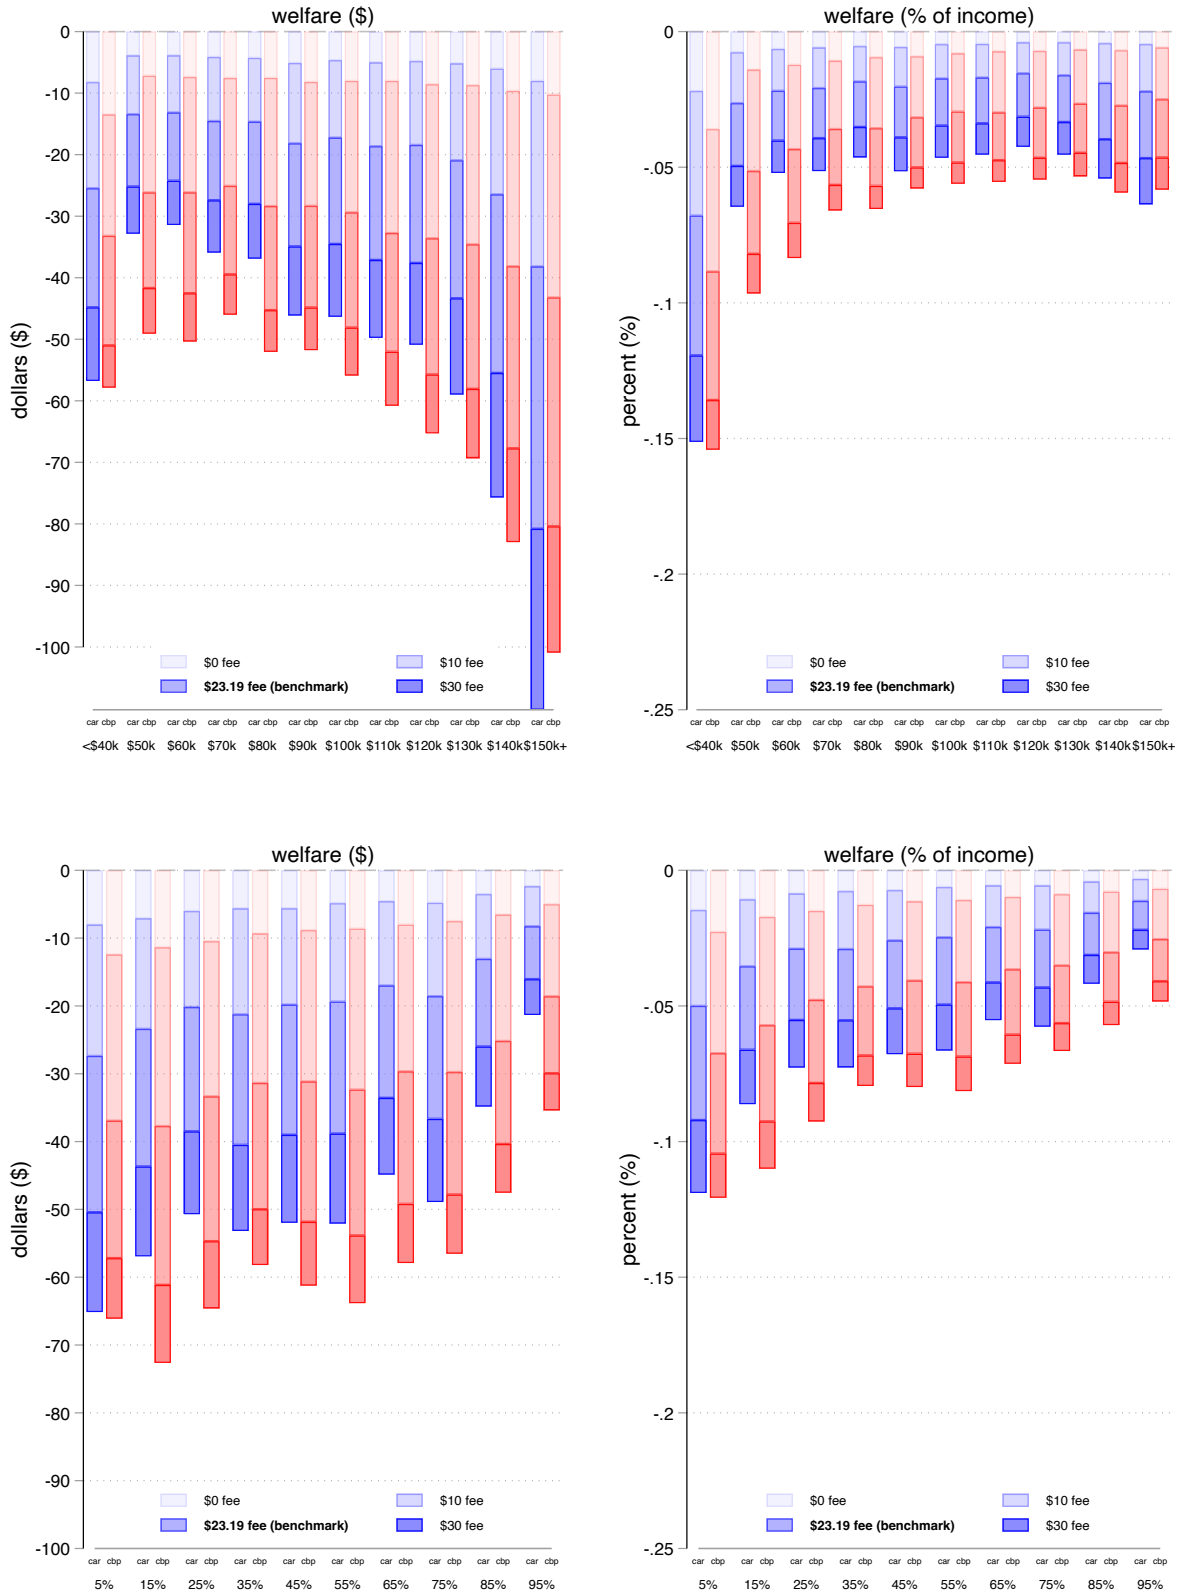 welfare ($)
0
-10
-20
-30
-40
-50
-60
-70
-80
-90
-100
dollars ($)
$0 fee
$10 fee
$23.19 fee (benchmark)
$30 fee
car cbp car cbp car cbp car cbp car cbp car cbp car cbp car cbp car cbp car cbp car cbp car cbp
<$40k $50k $60k $70k $80k $90k $100k $110k $120k $130k $140k $150k+
welfare (% of income)
0
-.05
-.1
-.15
-.2
-.25
percent (%)
$0 fee
$10 fee
$23.19 fee (benchmark)
$30 fee
car cbp car cbp car cbp car cbp car cbp car cbp car cbp car cbp car cbp car cbp car cbp car cbp
<$40k $50k $60k $70k $80k $90k $100k $110k $120k $130k $140k $150k+
welfare ($)
0
-10
-20
-30
-40
-50
-60
-70
-80
-90
-100
dollars ($)
$0 fee
$10 fee
$23.19 fee (benchmark)
$30 fee
car cbp car cbp car cbp car cbp car cbp car cbp car cbp car cbp car cbp car cbp
5% 15% 25% 35% 45% 55% 65% 75% 85% 95%
welfare (% of income)
0
-.05
-.1
-.15
-.2
-.25
percent (%)
$0 fee
$10 fee
$23.19 fee (benchmark)
$30 fee
car cbp car cbp car cbp car cbp car cbp car cbp car cbp car cbp car cbp car cbp
5% 15% 25% 35% 45% 55% 65% 75% 85% 95%